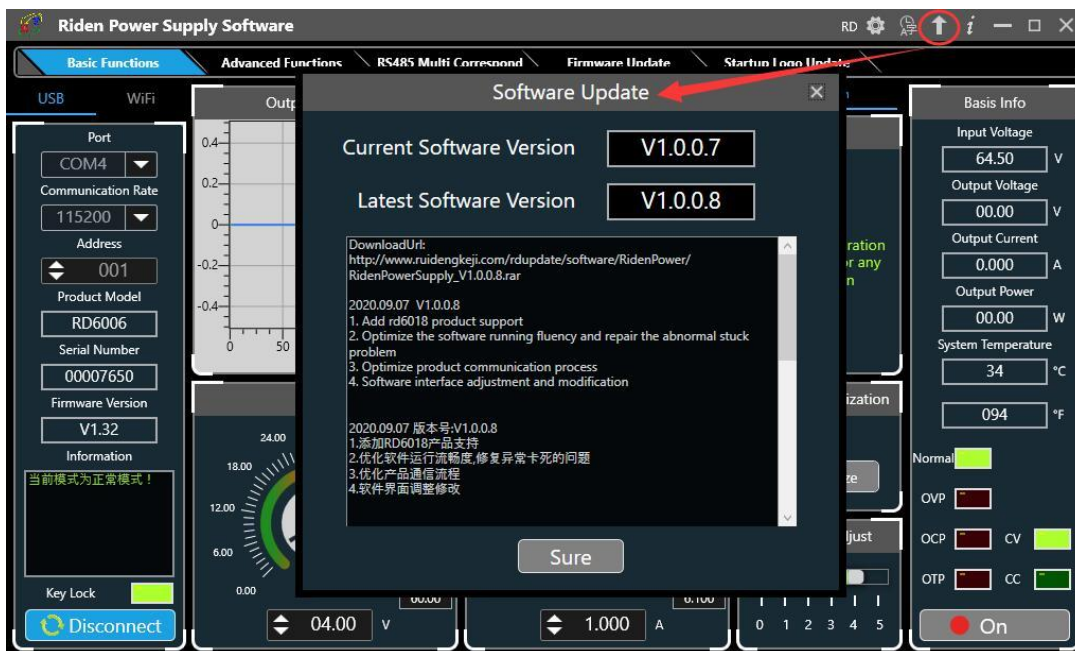 Riden Power Supply Software
RD
Basic Functions
Advanced Functions
RS485 Multi Correspond
Firmware Update
Startup Logo Update
USB
WiFi
Port
COM4
Communication Rate
115200
Address
001
Product Model
RD6006
Serial Number
00007650
Firmware Version
V1.32
Information
当前模式为正常模式！
Key Lock
Disconnect
Outp
0.4
0.2
0
-0.2
-0.4
0
50
24.00
18.00
12.00
6.00
0.00
60.00
04.00
V
6.100
1.000
A
Software Update
Current Software Version
V1.0.0.7
Latest Software Version
V1.0.0.8
DownloadUrl:
http://www.ruidengkeji.com/rdupdate/software/RidenPower/
RidenPowerSupply_V1.0.0.8.rar
2020.09.07 V1.0.0.8
1. Add rd6018 product support
2. Optimize the software running fluency and repair the abnormal stuck
problem
3. Optimize product communication process
4. Software interface adjustment and modification
2020.09.07 版本号:V1.0.0.8
1.添加RD6018产品支持
2.优化软件运行流畅度,修复异常卡死的问题
3.优化产品通信流程
4.软件界面调整修改
Sure
ration
r any
n
ization
ze
just
0 1 2 3 4 5
Basis Info
Input Voltage
64.50 V
Output Voltage
00.00 V
Output Current
0.000 A
Output Power
00.00 W
System Temperature
34 °C
094 °F
Normal
OVP
OCP
CV
OTP
CC
On